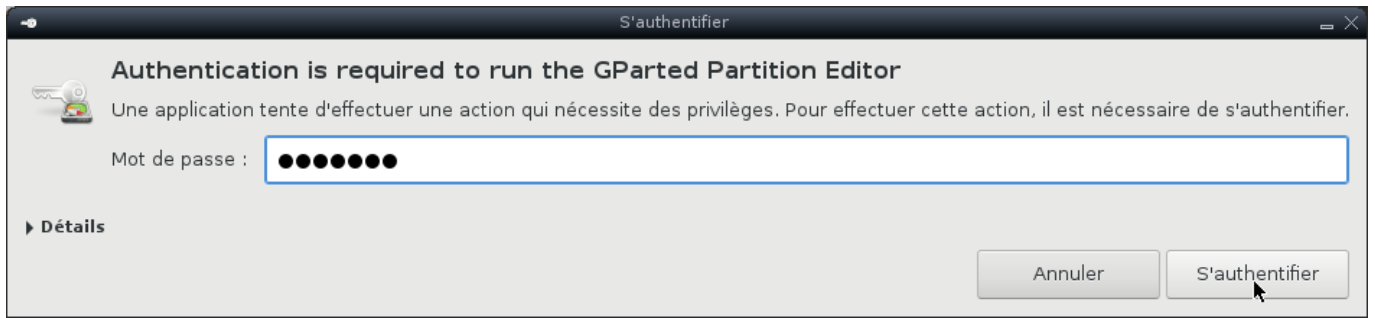 S'authentifier
Authentication is required to run the GParted Partition Editor
Une application tente d'effectuer une action qui nécessite des privilèges. Pour effectuer cette action, il est nécessaire de s'authentifier.
Mot de passe : ●●●●●●●
Détails
Annuler S'authentifier